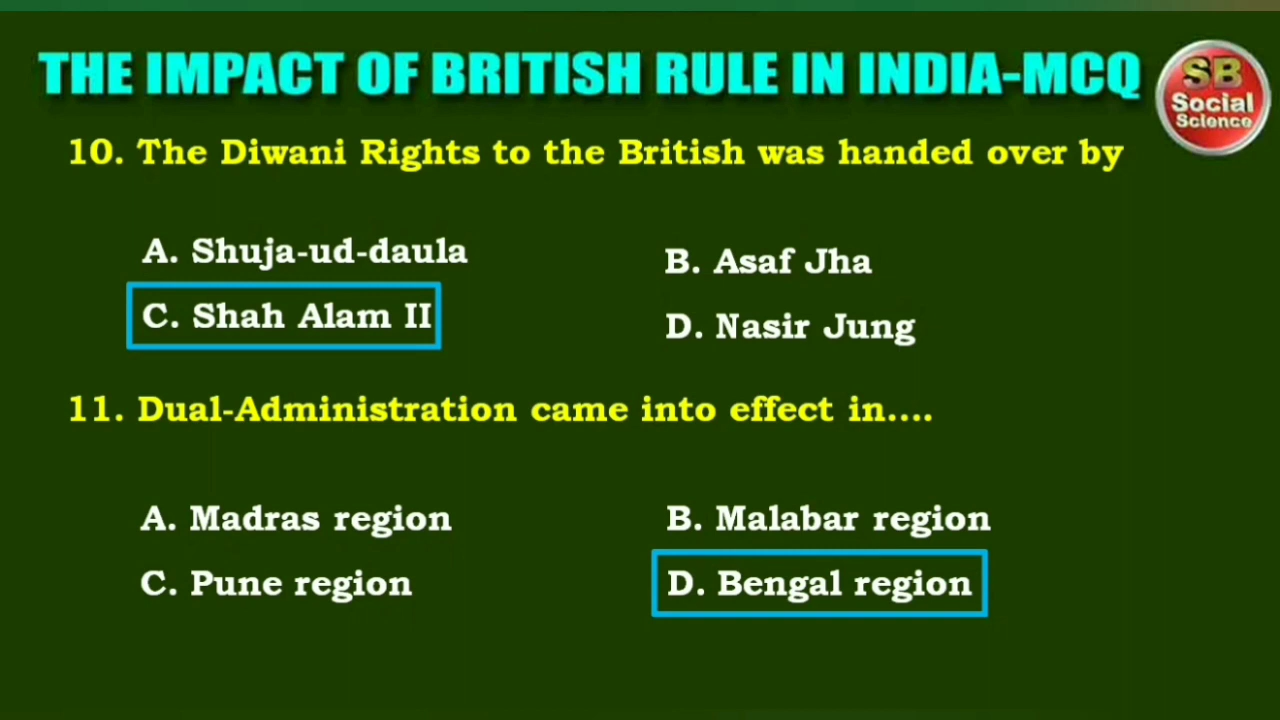 THE IMPACT OF BRITISH RULE IN INDIA-MCQ
SB
Social
Science
10. The Diwani Rights to the British was handed over by
A. Shuja-ud-daula
B. Asaf Jha
C. Shah Alam II
D. Nasir Jung
11. Dual-Administration came into effect in....
A. Madras region
B. Malabar region
C. Pune region
D. Bengal region